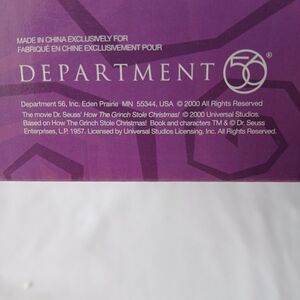 MADE IN CHINA EXCLUSIVELY FOR
FABRIQUÉ EN CHINE EXCLUSIVEMENT POUR
DEPARTMENT 56®
Department 56, Inc. Eden Prairie MN 55344, USA © 2000 All Rights Reserved
The movie Dr. Seuss' How The Grinch Stole Christmas! © 2000 Universal Studios.
Based on How The Grinch Stole Christmas! Book and characters TM & © Dr. Seuss
Enterprises, L.P. 1957. Licensed by Universal Studios Licensing, Inc. All Rights Reserved.